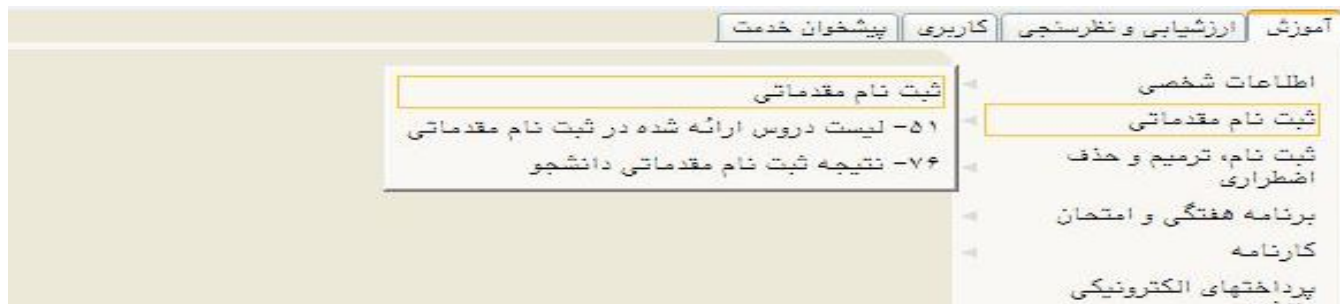 آموزش ارزشیابی و نظرسنجی کاربری پیشخوان خدمت
اطلاعات شخصی
ثبت نام مقدماتی
ثبت نام، ترمیم و حذف
اضطراری
برنامه هفتگی و امتحان
کارنامه
پرداختهای الکترونیکی
ثبت نام مقدماتی
۵۱- لیست دروس ارائه شده در ثبت نام مقدماتی
۷۶- نتیجه ثبت نام مقدماتی دانشجو